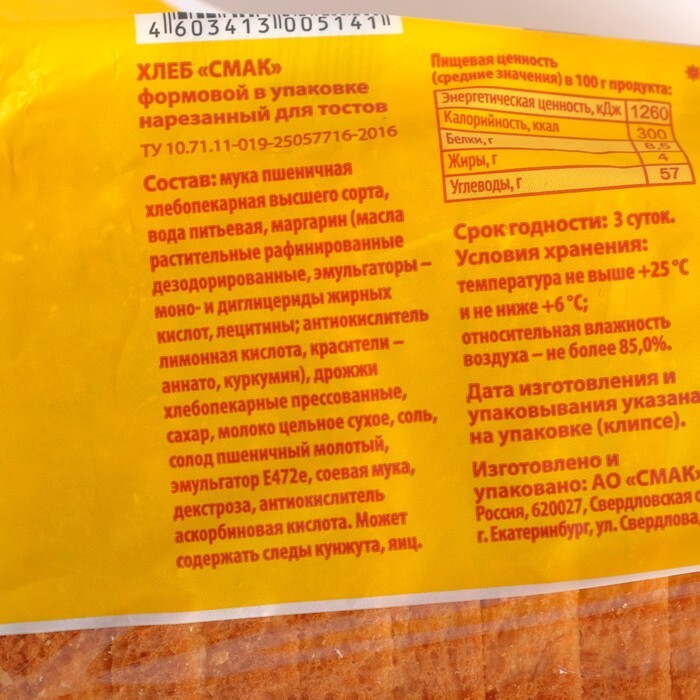 4 603413 005141
ХЛЕБ «СМАК»
формовой в упаковке
нарезанный для тостов
ТУ 10.71.11-019-25057716-2016
Состав: мука пшеничная
хлебопекарная высшего сорта,
вода питьевая, маргарин (масла
растительные рафинированные
дезодорированные, эмульгаторы –
моно- и диглицериды жирных
кислот, лецитины; антиокислитель
лимонная кислота, красители –
аннато, куркумин), дрожжи
хлебопекарные прессованные,
сахар, молоко цельное сухое, соль,
солод пшеничный молотый,
эмульгатор Е472е, соевая мука,
декстроза, антиокислитель
аскорбиновая кислота. Может
содержать следы кунжута, яиц.
Пищевая ценность
(средние значения) в 100 г продукта:
Энергетическая ценность, кДж 1260
Калорийность, ккал 300
Белки, г 8,5
Жиры, г 4
Углеводы, г 57
Срок годности: 3 суток.
Условия хранения:
температура не выше +25 °С
и не ниже +6 °С;
относительная влажность
воздуха – не более 85,0%.
Дата изготовления и
упаковывания указана
на упаковке (клипсе).
Изготовлено и
упаковано: АО «СМАК»
Россия, 620027, Свердловская о
г. Екатеринбург, ул. Свердлова